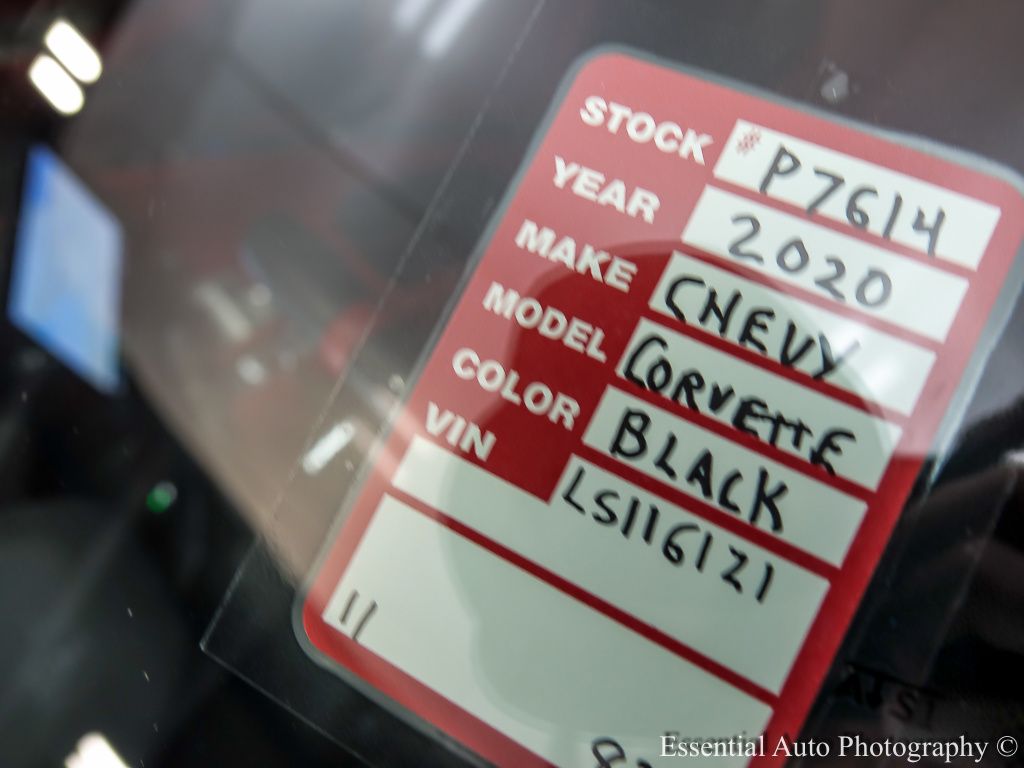 STOCK # P7614
YEAR 2020
MAKE CHEVY
MODEL CORVETTE
COLOR BLACK
VIN LS116121
11
Essential Auto Photography ©